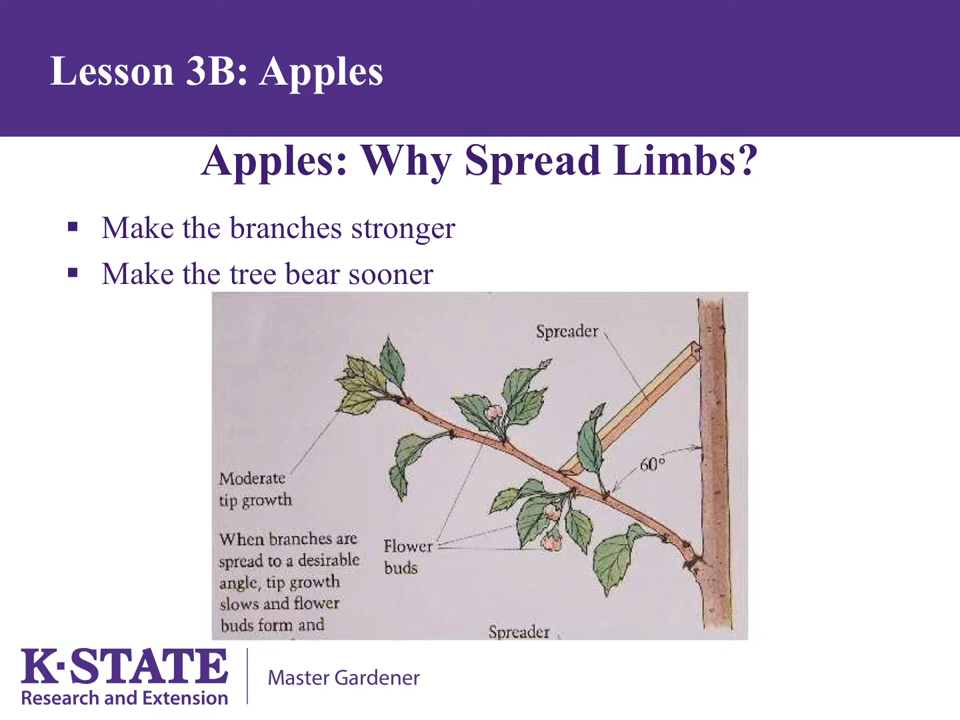 Lesson 3B: Apples
Apples: Why Spread Limbs?
▪ Make the branches stronger
▪ Make the tree bear sooner
Spreader
60°
Moderate
tip growth
When branches are
spread to a desirable
angle, tip growth
slows and flower
buds form and
Flower
buds
Spreader
K·STATE
Research and Extension
Master Gardener